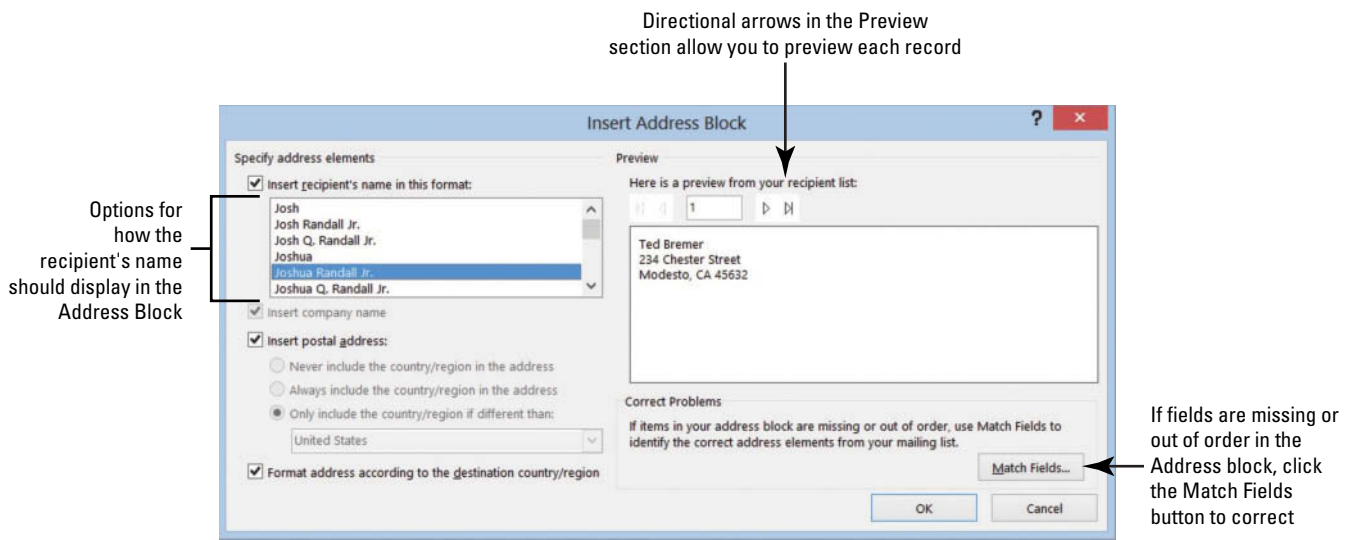 Directional arrows in the Preview
section allow you to preview each record
Insert Address Block
?
Specify address elements
Insert recipient's name in this format:
Josh
Josh Randall Jr.
Josh Q. Randall Jr.
Joshua
Joshua Randall Jr.
Joshua Q. Randall Jr.
Insert company name
Insert postal address:
Never include the country/region in the address
Always include the country/region in the address
Only include the country/region if different than:
United States
Format address according to the destination country/region
Preview
Here is a preview from your recipient list:
1
Ted Bremer
234 Chester Street
Modesto, CA 45632
Correct Problems
If items in your address block are missing or out of order, use Match Fields to
identify the correct address elements from your mailing list.
Match Fields...
OK
Cancel
Options for
how the
recipient's name
should display in the
Address Block
If fields are missing or
out of order in the
Address block, click
the Match Fields
button to correct